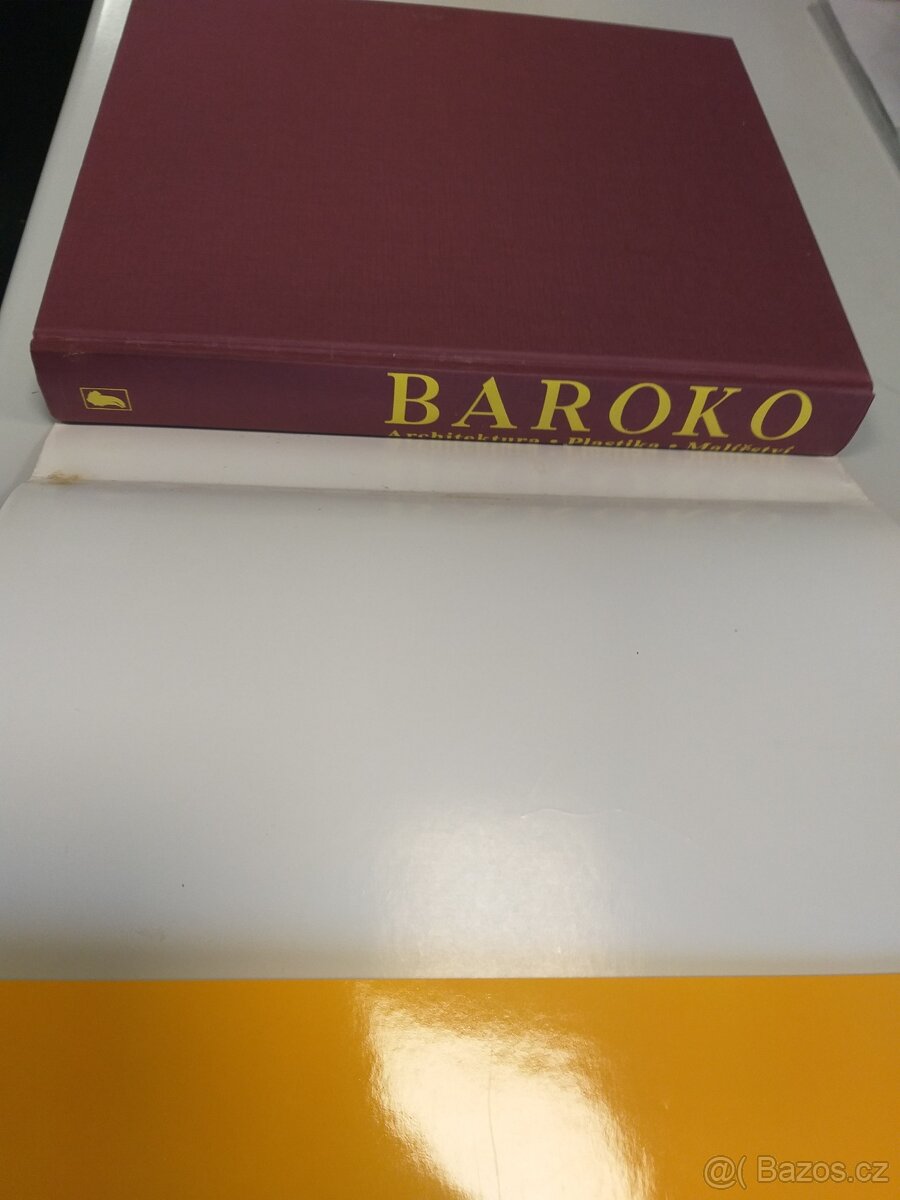 BAROKO
Architektura • Plastika • Malířství
@( Bazos.cz